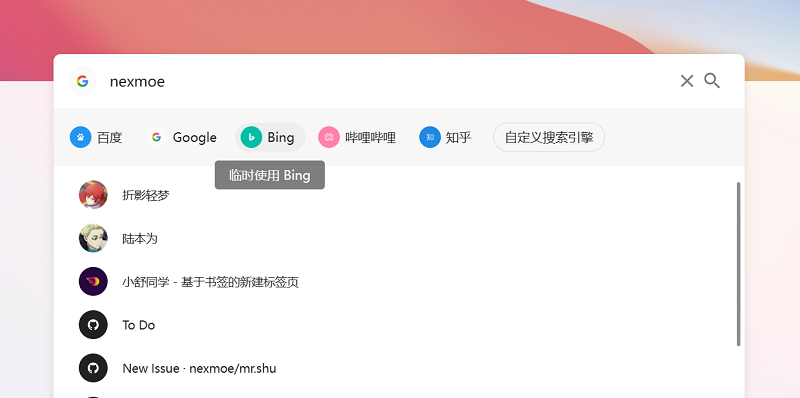 nexmoe
百度 Google Bing 哔哩哔哩 知乎 自定义搜索引擎
临时使用 Bing
折影轻梦
陆本为
小舒同学 - 基于书签的新建标签页
To Do
New Issue · nexmoe/mr.shu